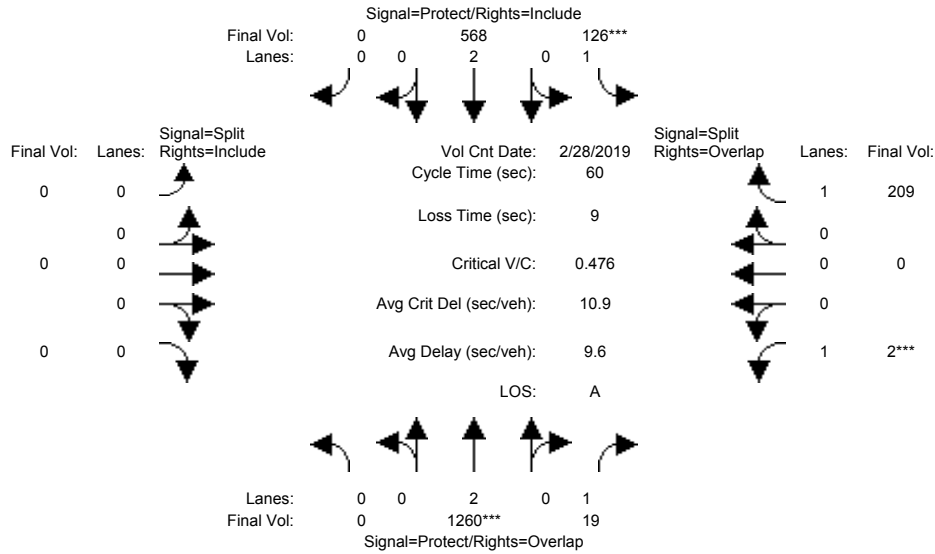 Signal=Protect/Rights=Include
Final Vol: 0 568 126***
Lanes: 0 0 2 0 1
Signal=Split
Final Vol: Lanes: Rights=Include
Vol Cnt Date: 2/28/2019
Signal=Split
Rights=Overlap Lanes: Final Vol:
Cycle Time (sec): 60
0 0
1 209
Loss Time (sec): 9
0
0
0 0
Critical V/C: 0.476
0 0
0
Avg Crit Del (sec/veh): 10.9
0
0 0
Avg Delay (sec/veh): 9.6
1 2***
LOS: A
Lanes: 0 0 2 0 1
Final Vol: 0 1260*** 19
Signal=Protect/Rights=Overlap